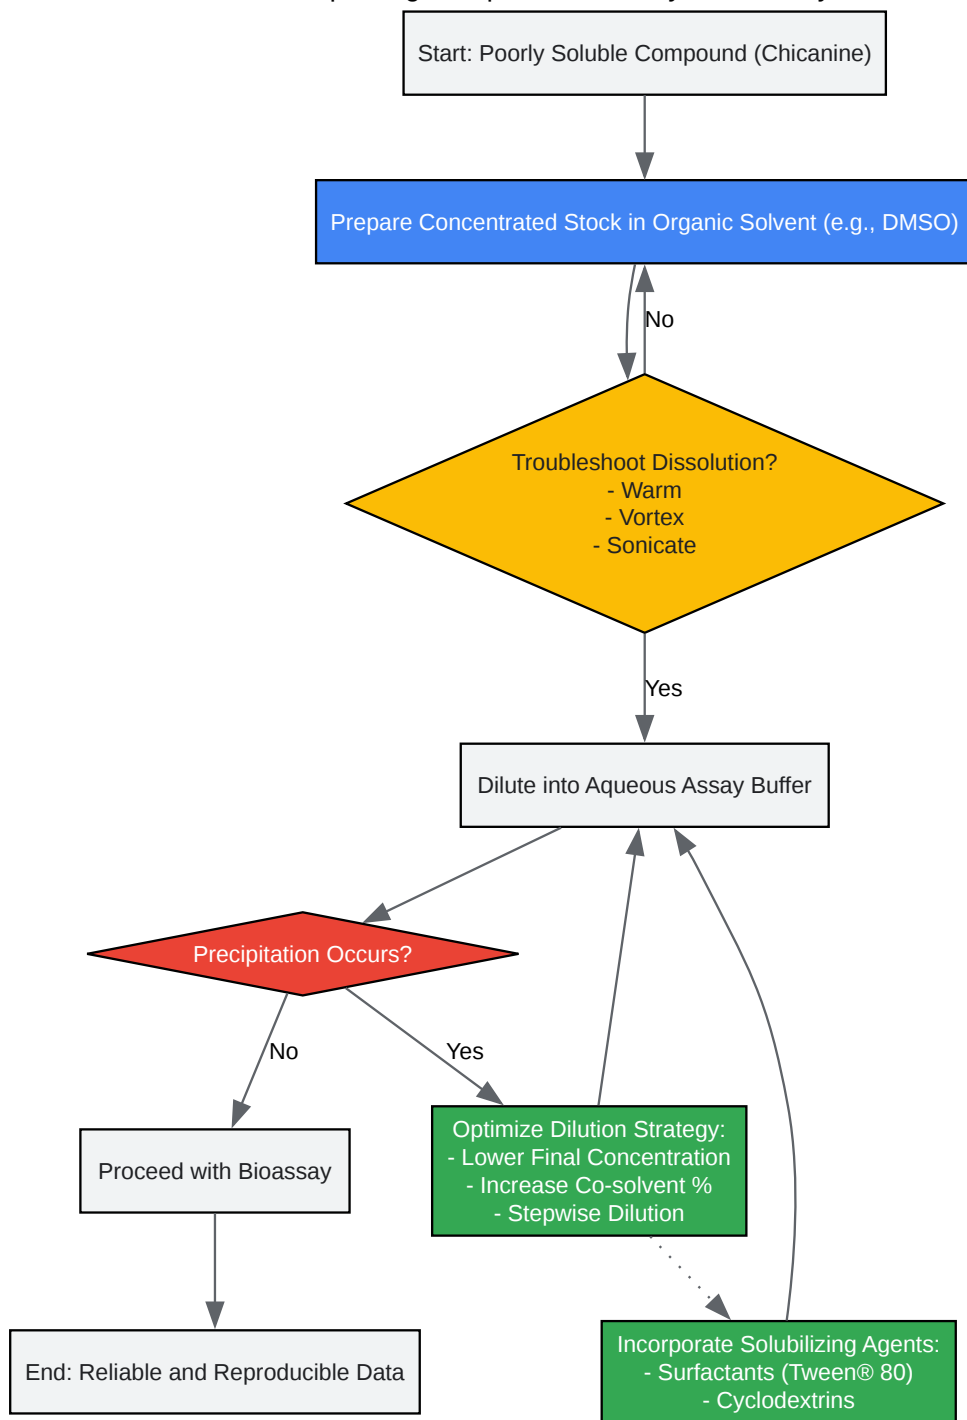 Start: Poorly Soluble Compound (Chicanine)
Prepare Concentrated Stock in Organic Solvent (e.g., DMSO)
No
Troubleshoot Dissolution?
- Warm
- Vortex
- Sonicate
Yes
Dilute into Aqueous Assay Buffer
Precipitation Occurs?
No
Yes
Optimize Dilution Strategy:
- Lower Final Concentration
- Increase Co-solvent %
- Stepwise Dilution
Proceed with Bioassay
End: Reliable and Reproducible Data
Incorporate Solubilizing Agents:
- Surfactants (Tween® 80)
- Cyclodextrins